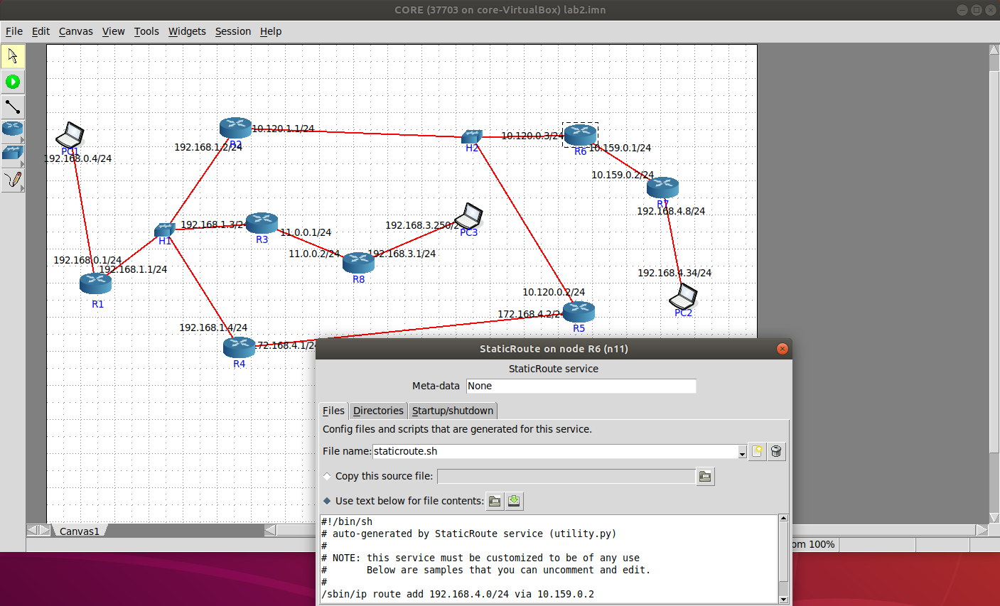 CORE (37703 on core-VirtualBox) lab2.imn
File Edit Canvas View Tools Widgets Session Help
10.120.1.1/24
R2
192.168.1.2/24
PC1
192.168.0.4/24
H2
10.120.0.3/24
R6
10.159.0.1/24
10.159.0.2/24
R7
192.168.4.8/24
192.168.1.3/24
H1
R3
11.0.0.1/24
192.168.3.250/2
PC3
11.0.0.2/24
192.168.3.1/24
R8
192.168.0.1/24
192.168.1.1/24
R1
192.168.4.34/24
PC2
10.120.0.2/24
172.168.4.2/2
R5
192.168.1.4/24
72.168.4.1/24
R4
StaticRoute on node R6 (n11)
StaticRoute service
Meta-data None
Files Directories Startup/shutdown
Config files and scripts that are generated for this service.
File name: staticroute.sh
Copy this source file:
Use text below for file contents:
#!/bin/sh
# auto-generated by StaticRoute service (utility.py)
#
# NOTE: this service must be customized to be of any use
# Below are samples that you can uncomment and edit.
#
/sbin/ip route add 192.168.4.0/24 via 10.159.0.2
Canvas1
om 100%